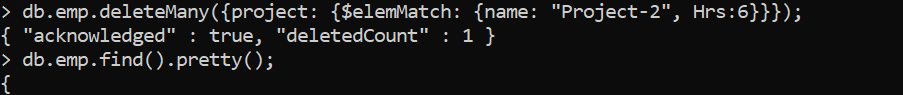 > db.emp.deleteMany({project: {$elemMatch: {name: "Project-2", Hrs:6}}});
{ "acknowledged" : true, "deletedCount" : 1 }
> db.emp.find().pretty();
{